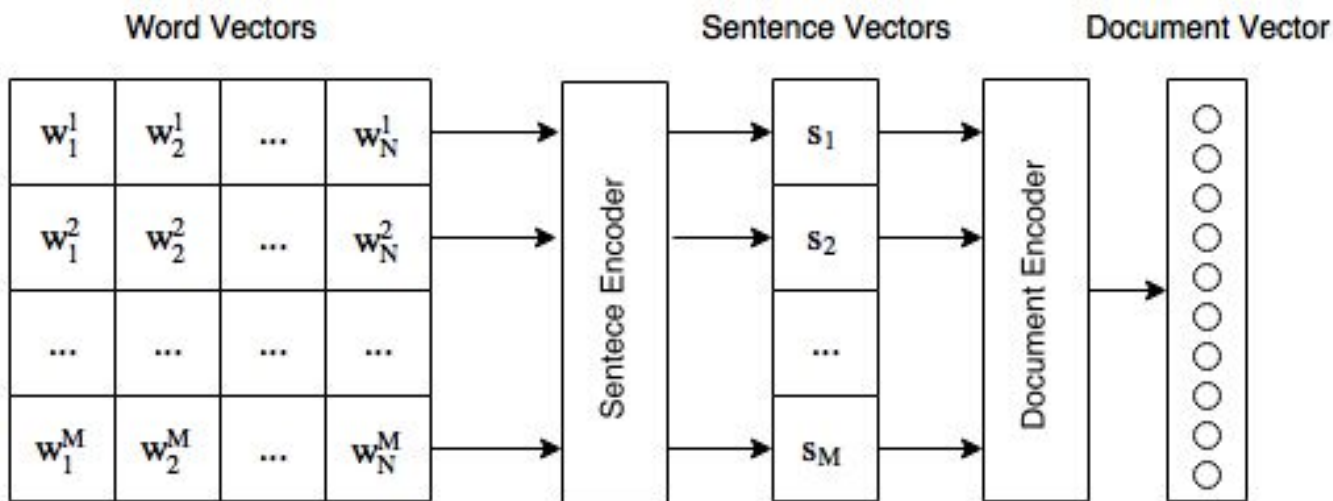 Word Vectors Sentence Vectors Document Vector
w₁¹ w₂¹ ... w_N¹ s₁
w₁² w₂² ... w_N² s₂
... ... ... ... ...
w₁ᴹ w₂ᴹ ... w_Nᴹ s_M
Sentece Encoder
Document Encoder